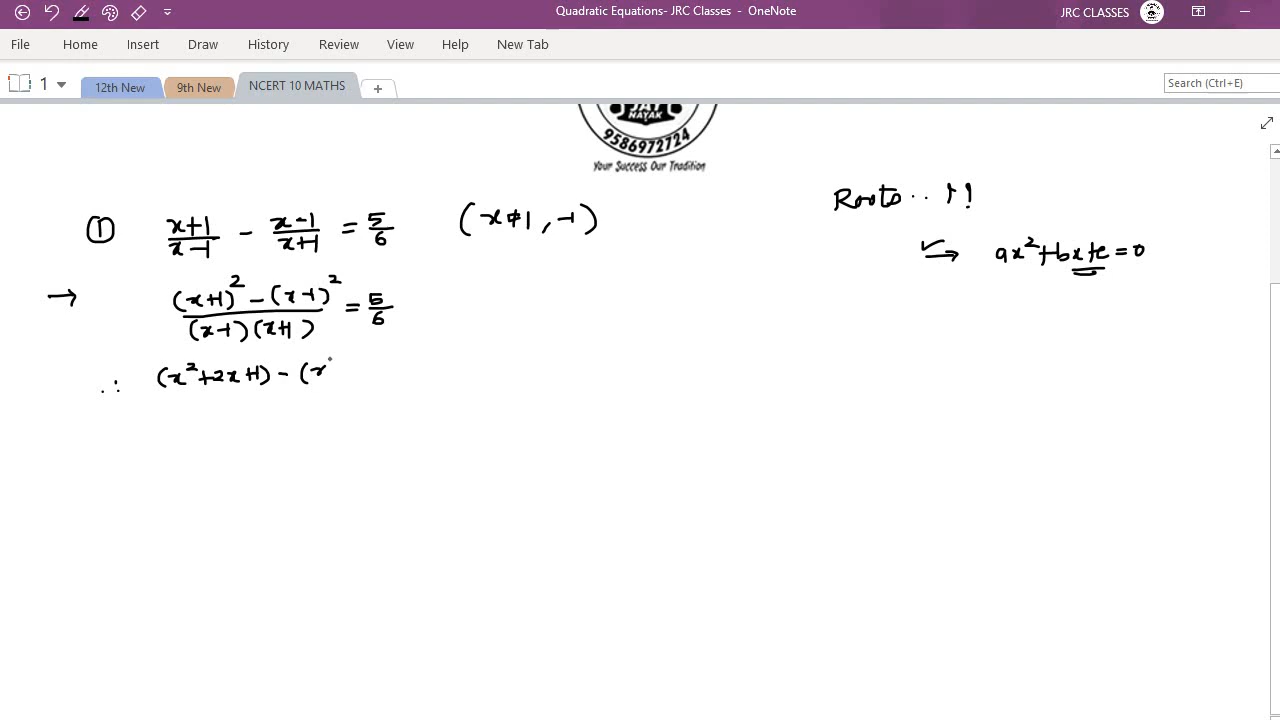 Quadratic Equations- JRC Classes - OneNote
JRC CLASSES
File Home Insert Draw History Review View Help New Tab
1 12th New 9th New NCERT 10 MATHS +
Search (Ctrl+E)
NAYAK
9586972724
Your Success Our Tradition
Roots .. !!
① (x+1)/(x-1) - (x-1)/(x+1) = 5/6 (x≠1, -1)
ax²+bx+c=0
→ ((x+1)² - (x-1)²)/((x-1)(x+1)) = 5/6
∴ (x²+2x+1) - (x